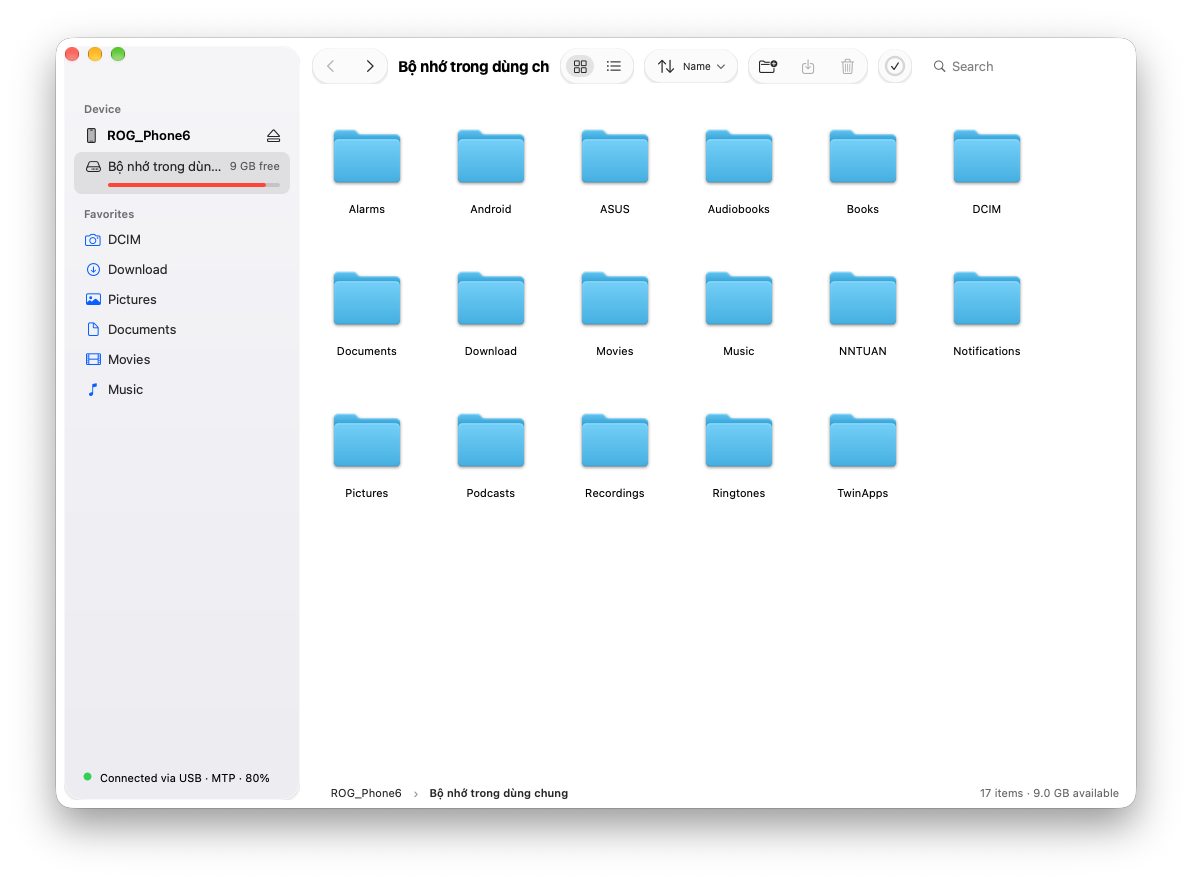 Bộ nhớ trong dùng ch
Name
Search
Device
ROG_Phone6
Bộ nhớ trong dùn... 9 GB free
Favorites
DCIM
Download
Pictures
Documents
Movies
Music
Connected via USB · MTP · 80%
Alarms Android ASUS Audiobooks Books DCIM
Documents Download Movies Music NNTUAN Notifications
Pictures Podcasts Recordings Ringtones TwinApps
ROG_Phone6 › Bộ nhớ trong dùng chung
17 items · 9.0 GB available